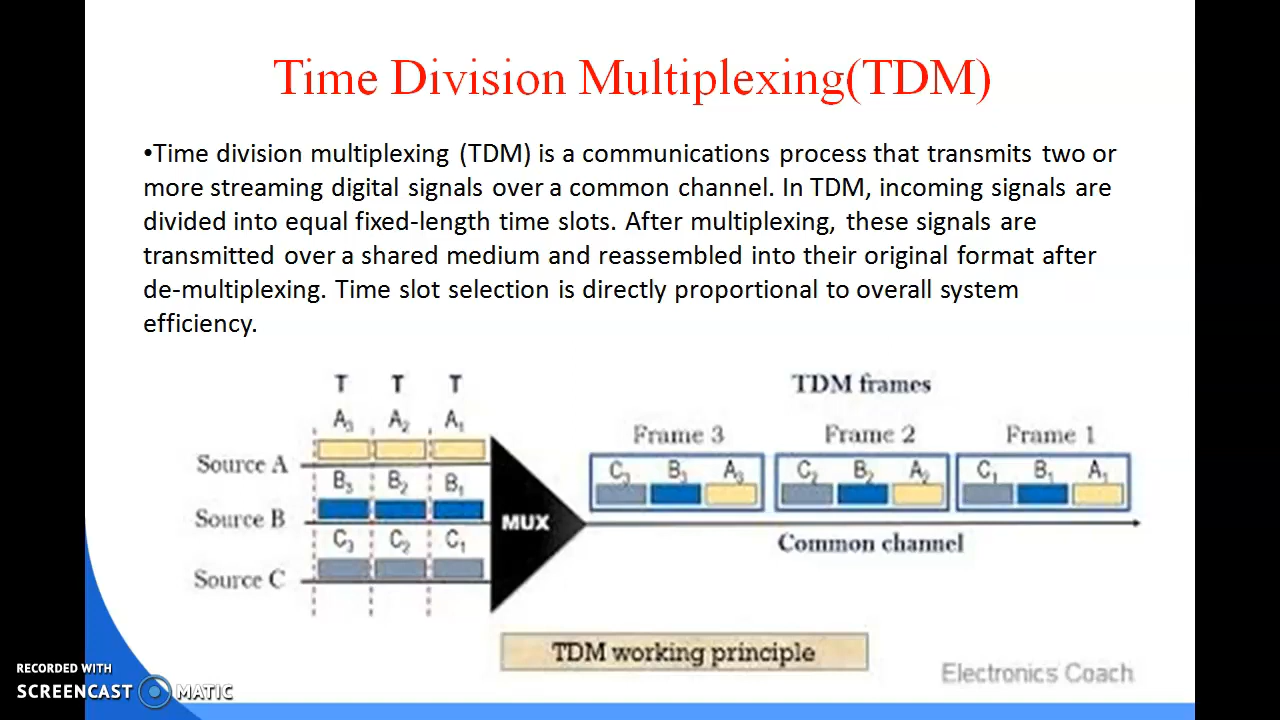 Time Division Multiplexing(TDM)
•Time division multiplexing (TDM) is a communications process that transmits two or
more streaming digital signals over a common channel. In TDM, incoming signals are
divided into equal fixed-length time slots. After multiplexing, these signals are
transmitted over a shared medium and reassembled into their original format after
de-multiplexing. Time slot selection is directly proportional to overall system
efficiency.
T T T
A₃ A₂ A₁
Source A
B₃ B₂ B₁
Source B
C₃ C₂ C₁
Source C
MUX
TDM frames
Frame 3 Frame 2 Frame 1
C₃ B₃ A₃ C₂ B₂ A₂ C₁ B₁ A₁
Common channel
TDM working principle
Electronics Coach
RECORDED WITH
SCREENCAST MATIC